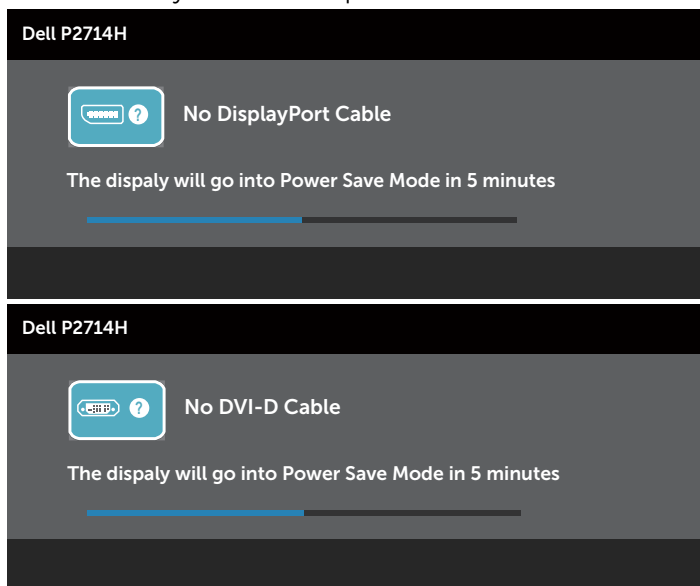 Dell P2714H
? No DisplayPort Cable
The dispaly will go into Power Save Mode in 5 minutes
Dell P2714H
? No DVI-D Cable
The dispaly will go into Power Save Mode in 5 minutes